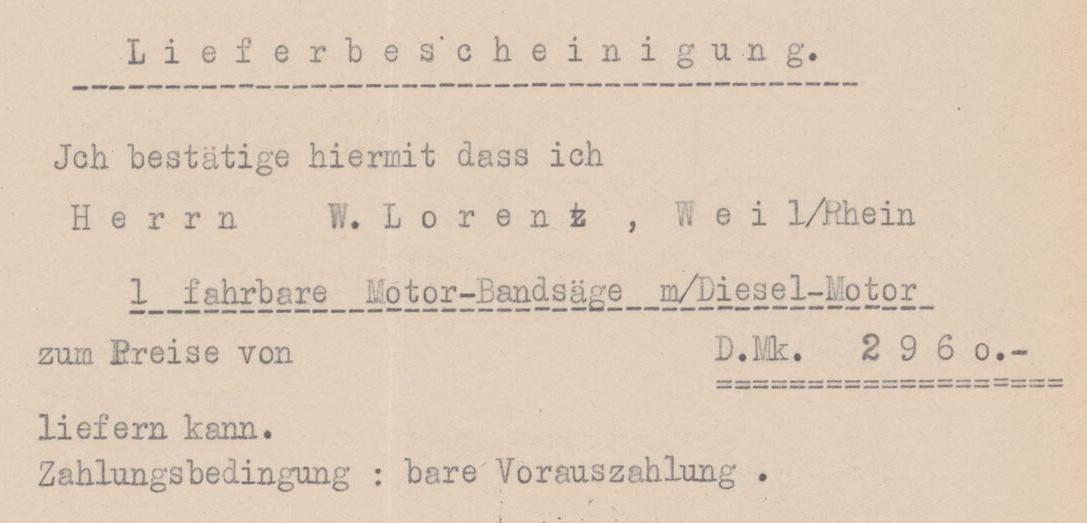 L i e f e r b e s c h e i n i g u n g.
Jch bestätige hiermit dass ich
H e r r n W. L o r e n z , W e i l/Rhein
1 fahrbare Motor-Bandsäge m/Diesel-Motor
zum Preise von D.Mk. 2 9 6 o.-
liefern kann.
Zahlungsbedingung : bare Vorauszahlung .